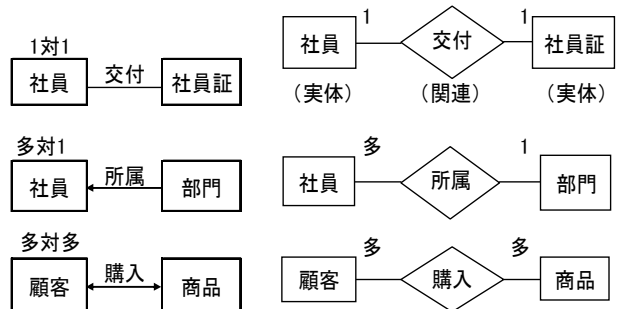 1対1
社員 交付 社員証
多対1
社員 所属 部門
多対多
顧客 購入 商品
1 1
社員 交付 社員証
(実体) (関連) (実体)
多 1
社員 所属 部門
多 多
顧客 購入 商品